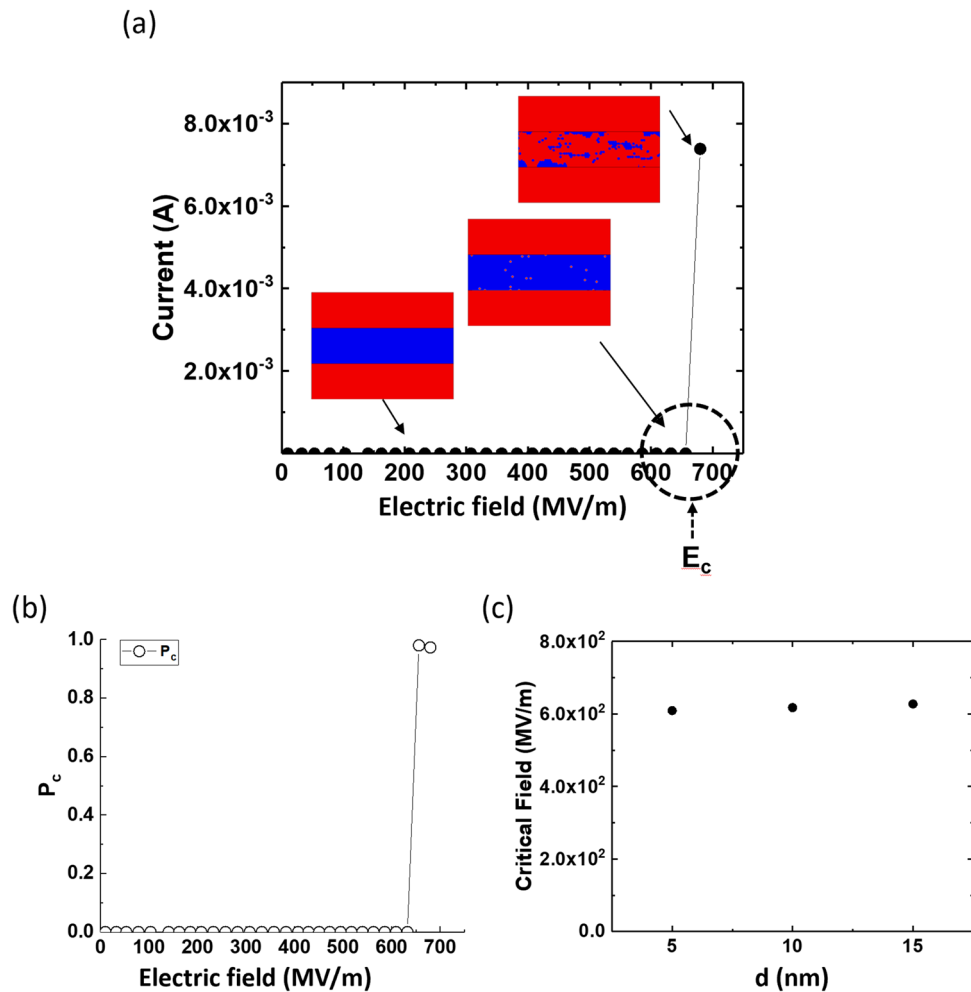 (a)
Current (A)
8.0x10⁻³
6.0x10⁻³
4.0x10⁻³
2.0x10⁻³
0 100 200 300 400 500 600 700
Electric field (MV/m)
E꜀
(b)
P꜀
1.0
0.8
0.6
0.4
0.2
0.0
P꜀
0 100 200 300 400 500 600 700
Electric field (MV/m)
(c)
Critical Field (MV/m)
8.0x10²
6.0x10²
4.0x10²
2.0x10²
0.0
5 10 15
d (nm)